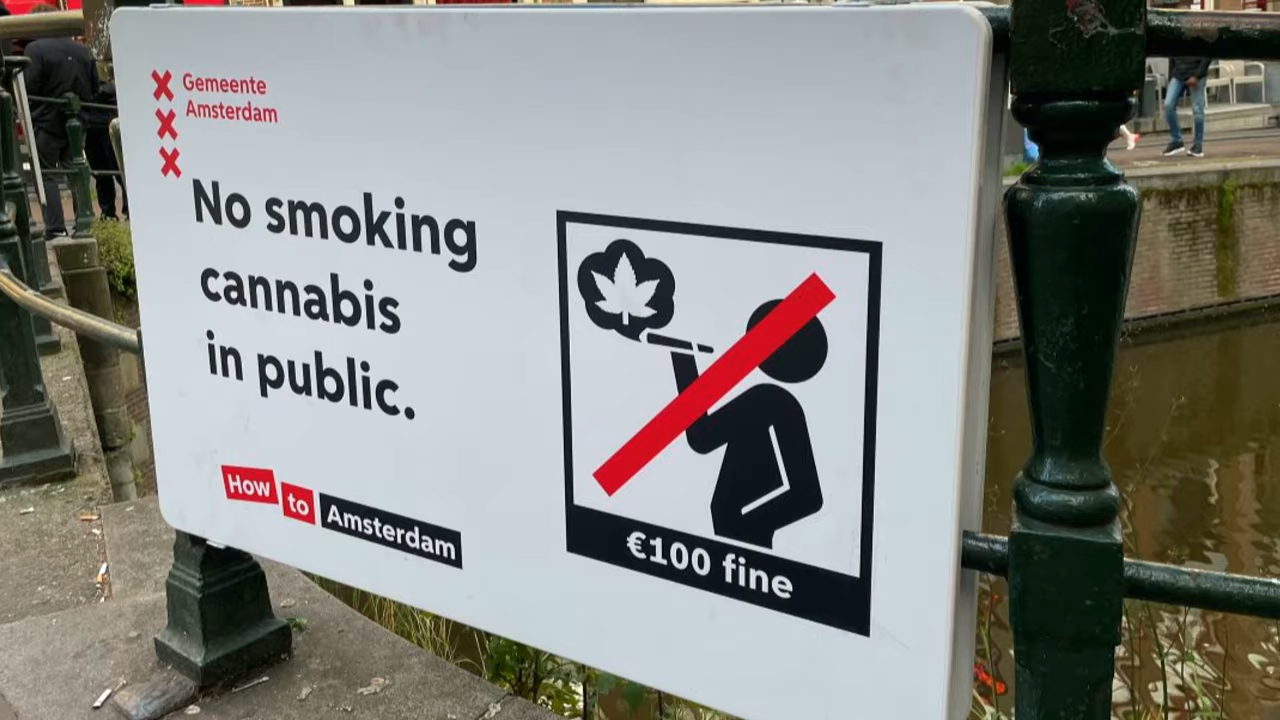 Gemeente
Amsterdam
No smoking
cannabis
in public.
How to Amsterdam
€100 fine